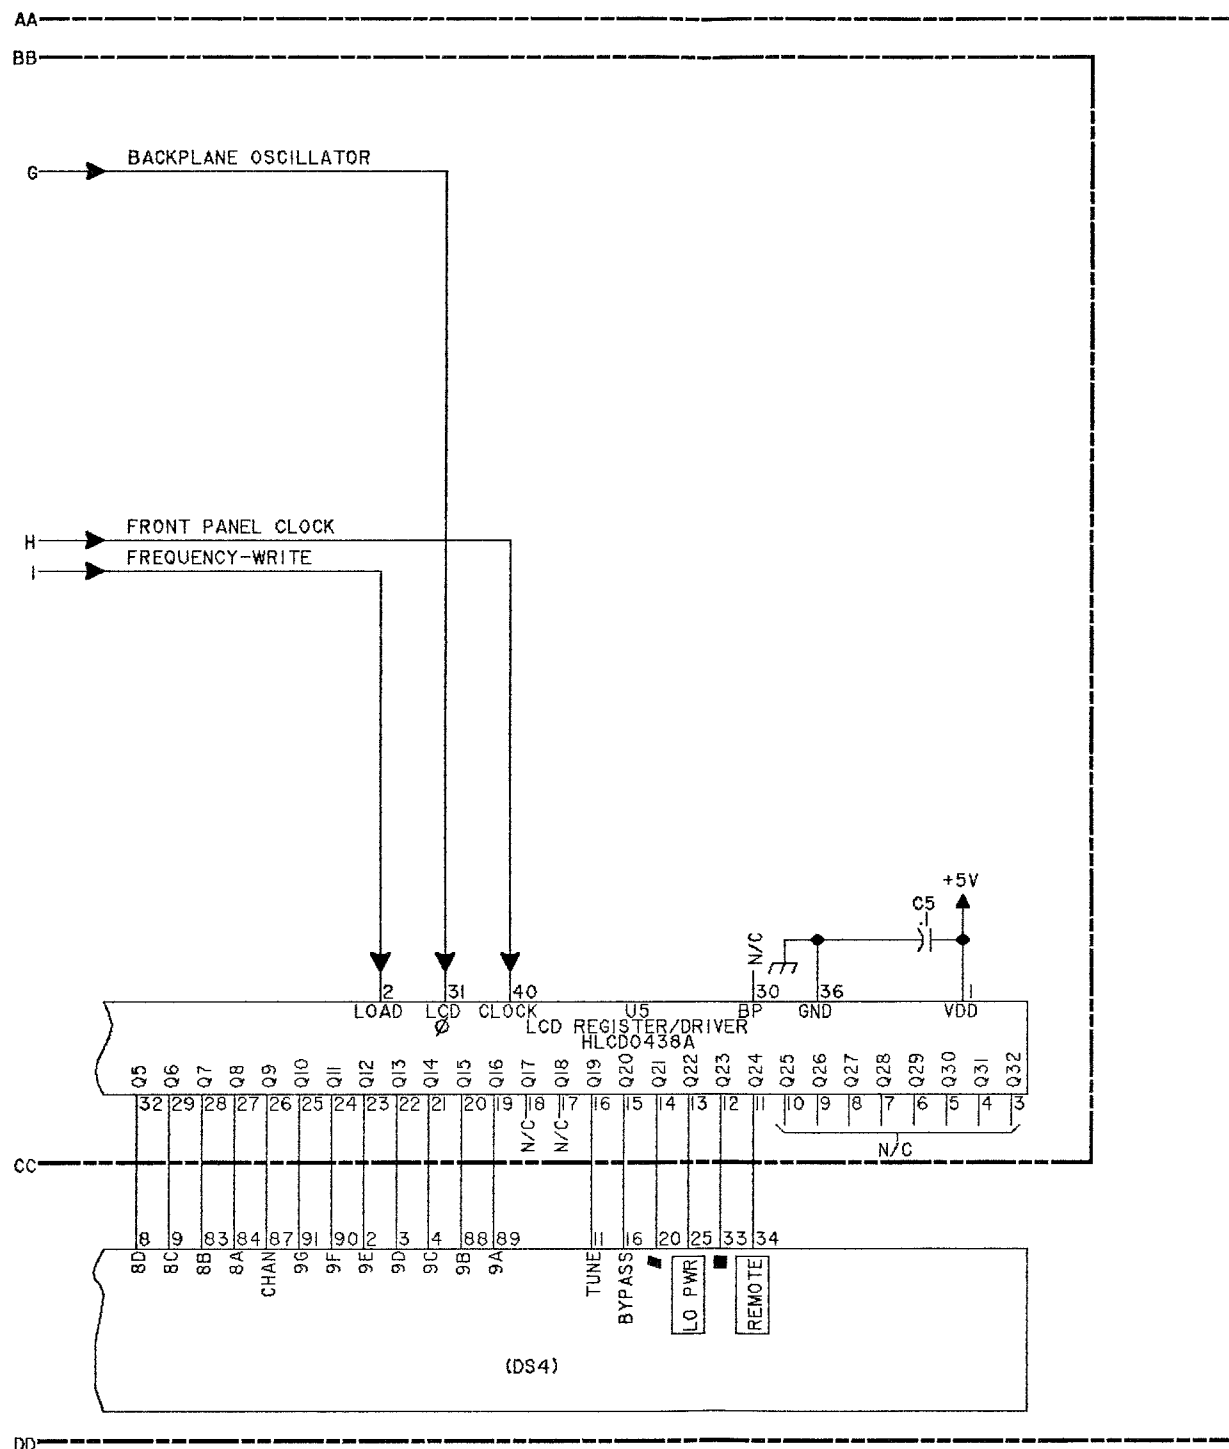 AA
BB
G BACKPLANE OSCILLATOR
H FRONT PANEL CLOCK
I FREQUENCY-WRITE
+5V
C5
.1
N/C
2 31 40 30 36 1
LOAD LCD CLOCK U5 BP GND VDD
Ø LCD REGISTER/DRIVER
HLCD0438A
Q5 Q6 Q7 Q8 Q9 Q10 Q11 Q12 Q13 Q14 Q15 Q16 Q17 Q18 Q19 Q20 Q21 Q22 Q23 Q24 Q25 Q26 Q27 Q28 Q29 Q30 Q31 Q32
32 29 28 27 26 25 24 23 22 21 20 19 18 17 16 15 14 13 12 11 10 9 8 7 6 5 4 3
N/C N/C N/C
CC
8 9 83 84 87 91 90 2 3 4 88 89 11 16 20 25 33 34
8D 8C 8B 8A CHAN 9G 9F 9E 9D 9C 9B 9A TUNE BYPASS LO PWR REMOTE
(DS4)
DD